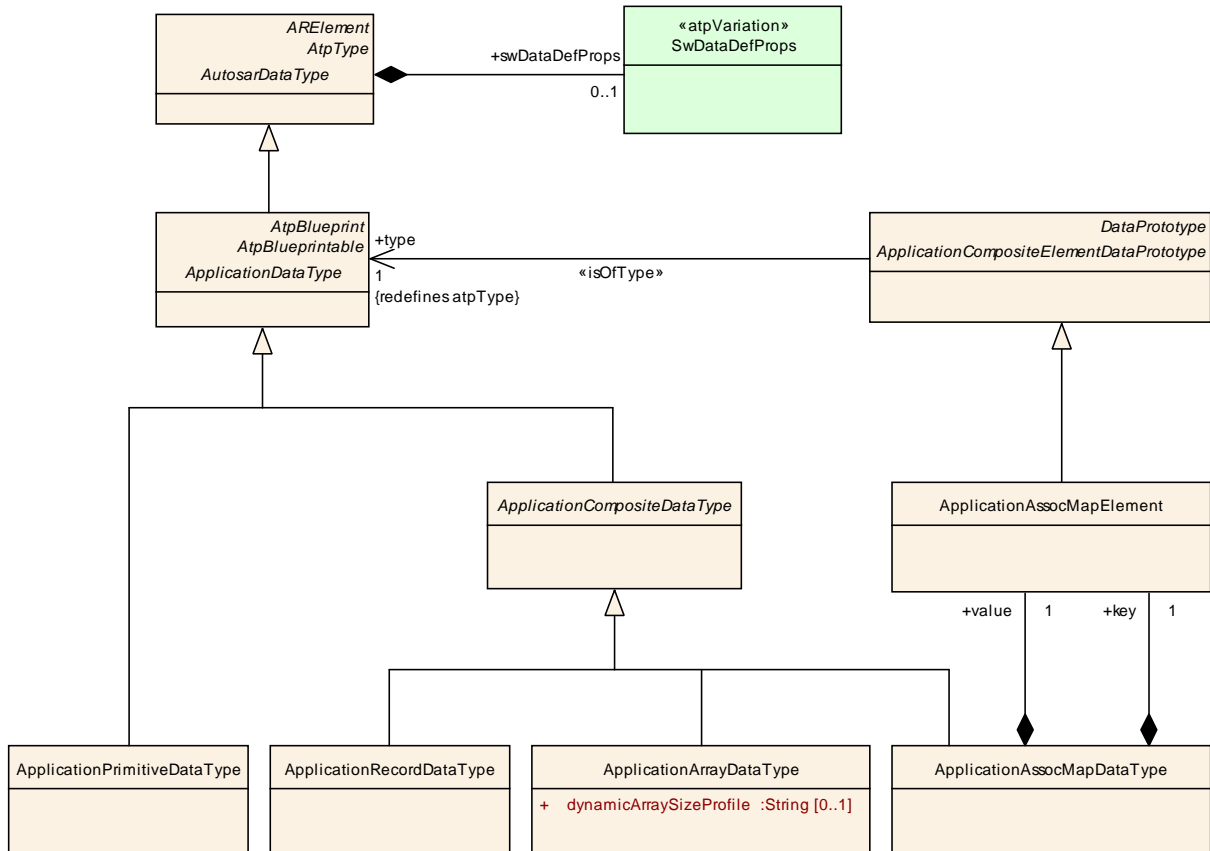 ARElement
AtpType
AutosarDataType
+swDataDefProps
0..1
«atpVariation»
SwDataDefProps
AtpBlueprint
AtpBlueprintable
ApplicationDataType
+type
1
{redefines atpType}
«isOfType»
DataPrototype
ApplicationCompositeElementDataPrototype
ApplicationCompositeDataType
ApplicationAssocMapElement
+value 1 +key 1
ApplicationPrimitiveDataType
ApplicationRecordDataType
ApplicationArrayDataType
+ dynamicArraySizeProfile :String [0..1]
ApplicationAssocMapDataType